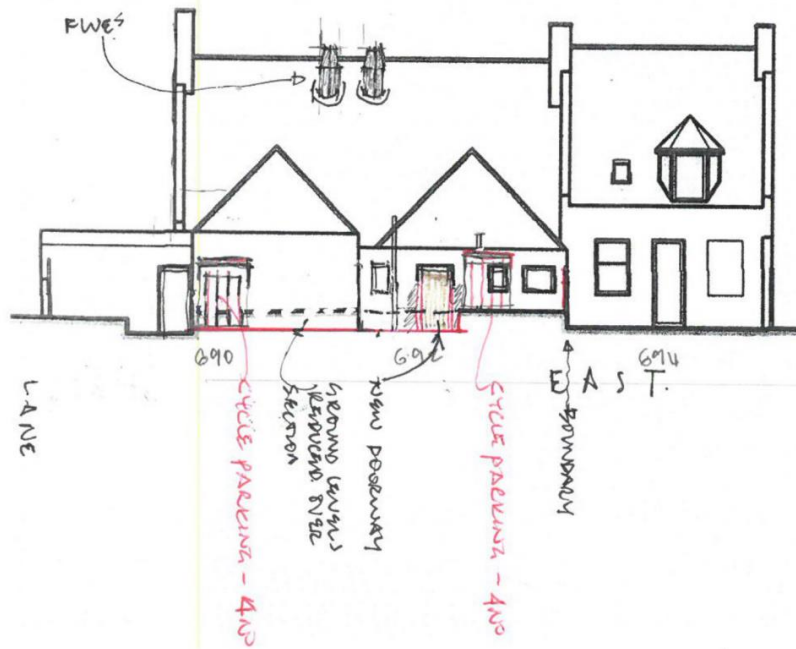 FLUES
690
692
694
EAST.
LANE
CYCLE PARKING - 4NO
GROUND LEVELS
REDUCED OVER
SECTION
NEW DOORWAY
CYCLE PARKING - 4NO
BOUNDARY